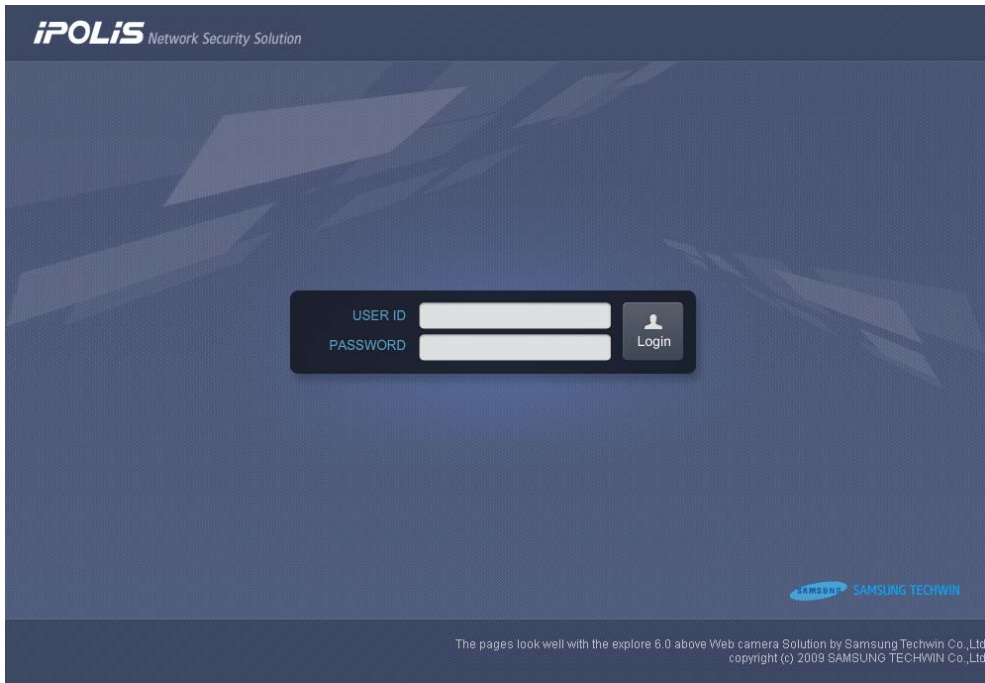 iPOLiS Network Security Solution
USER ID
PASSWORD
Login
SAMSUNG SAMSUNG TECHWIN
The pages look well with the explore 6.0 above Web camera Solution by Samsung Techwin Co.,Ltd
copyright (c) 2009 SAMSUNG TECHWIN Co.,Ltd